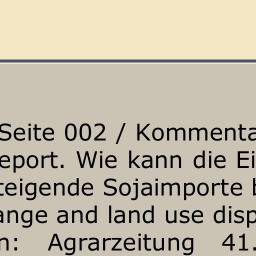 Seite 002 / Kommenta
eport. Wie kann die Ei
teigende Sojaimporte b
ange and land use disp
n: Agrarzeitung 41.